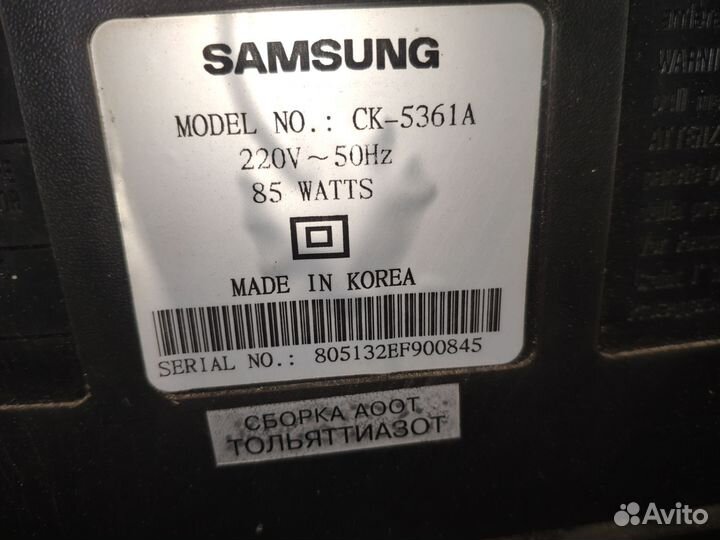 SAMSUNG
MODEL NO.: CK-5361A
220V~50Hz
85 WATTS
MADE IN KOREA
SERIAL NO.: 805132EF900845
СБОРКА АООТ
ТОЛЬЯТТИАЗОТ
Avito